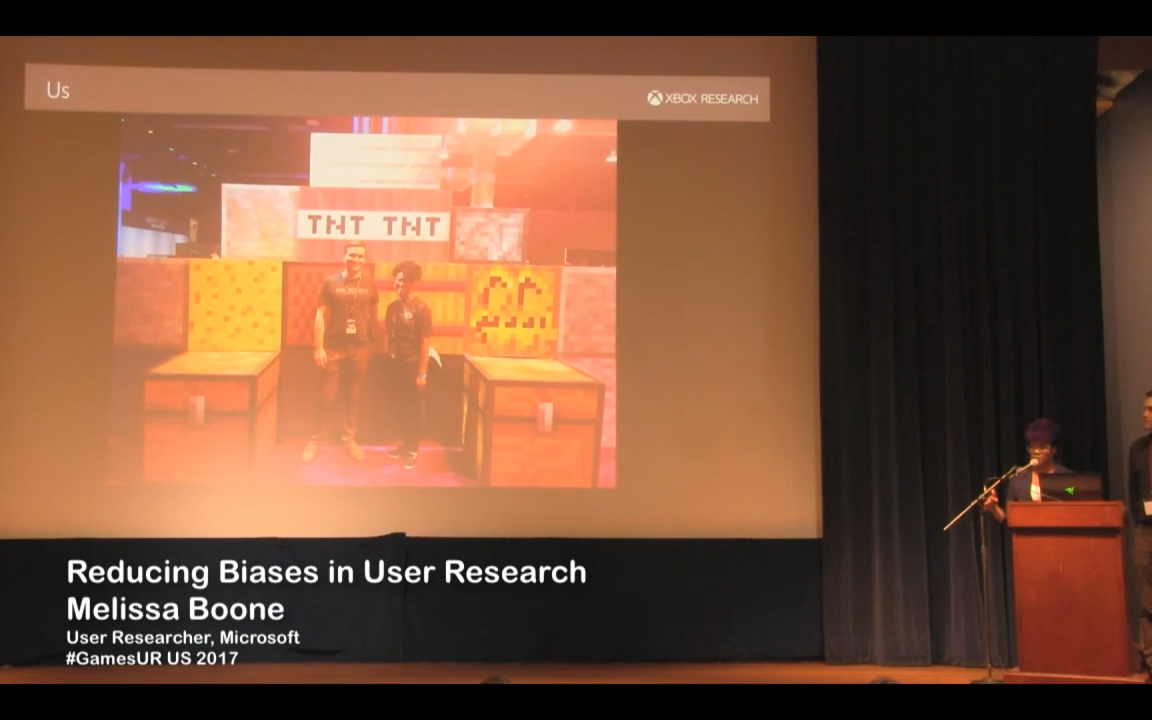 Us
XBOX RESEARCH
TNT TNT
Reducing Biases in User Research
Melissa Boone
User Researcher, Microsoft
#GamesUR US 2017